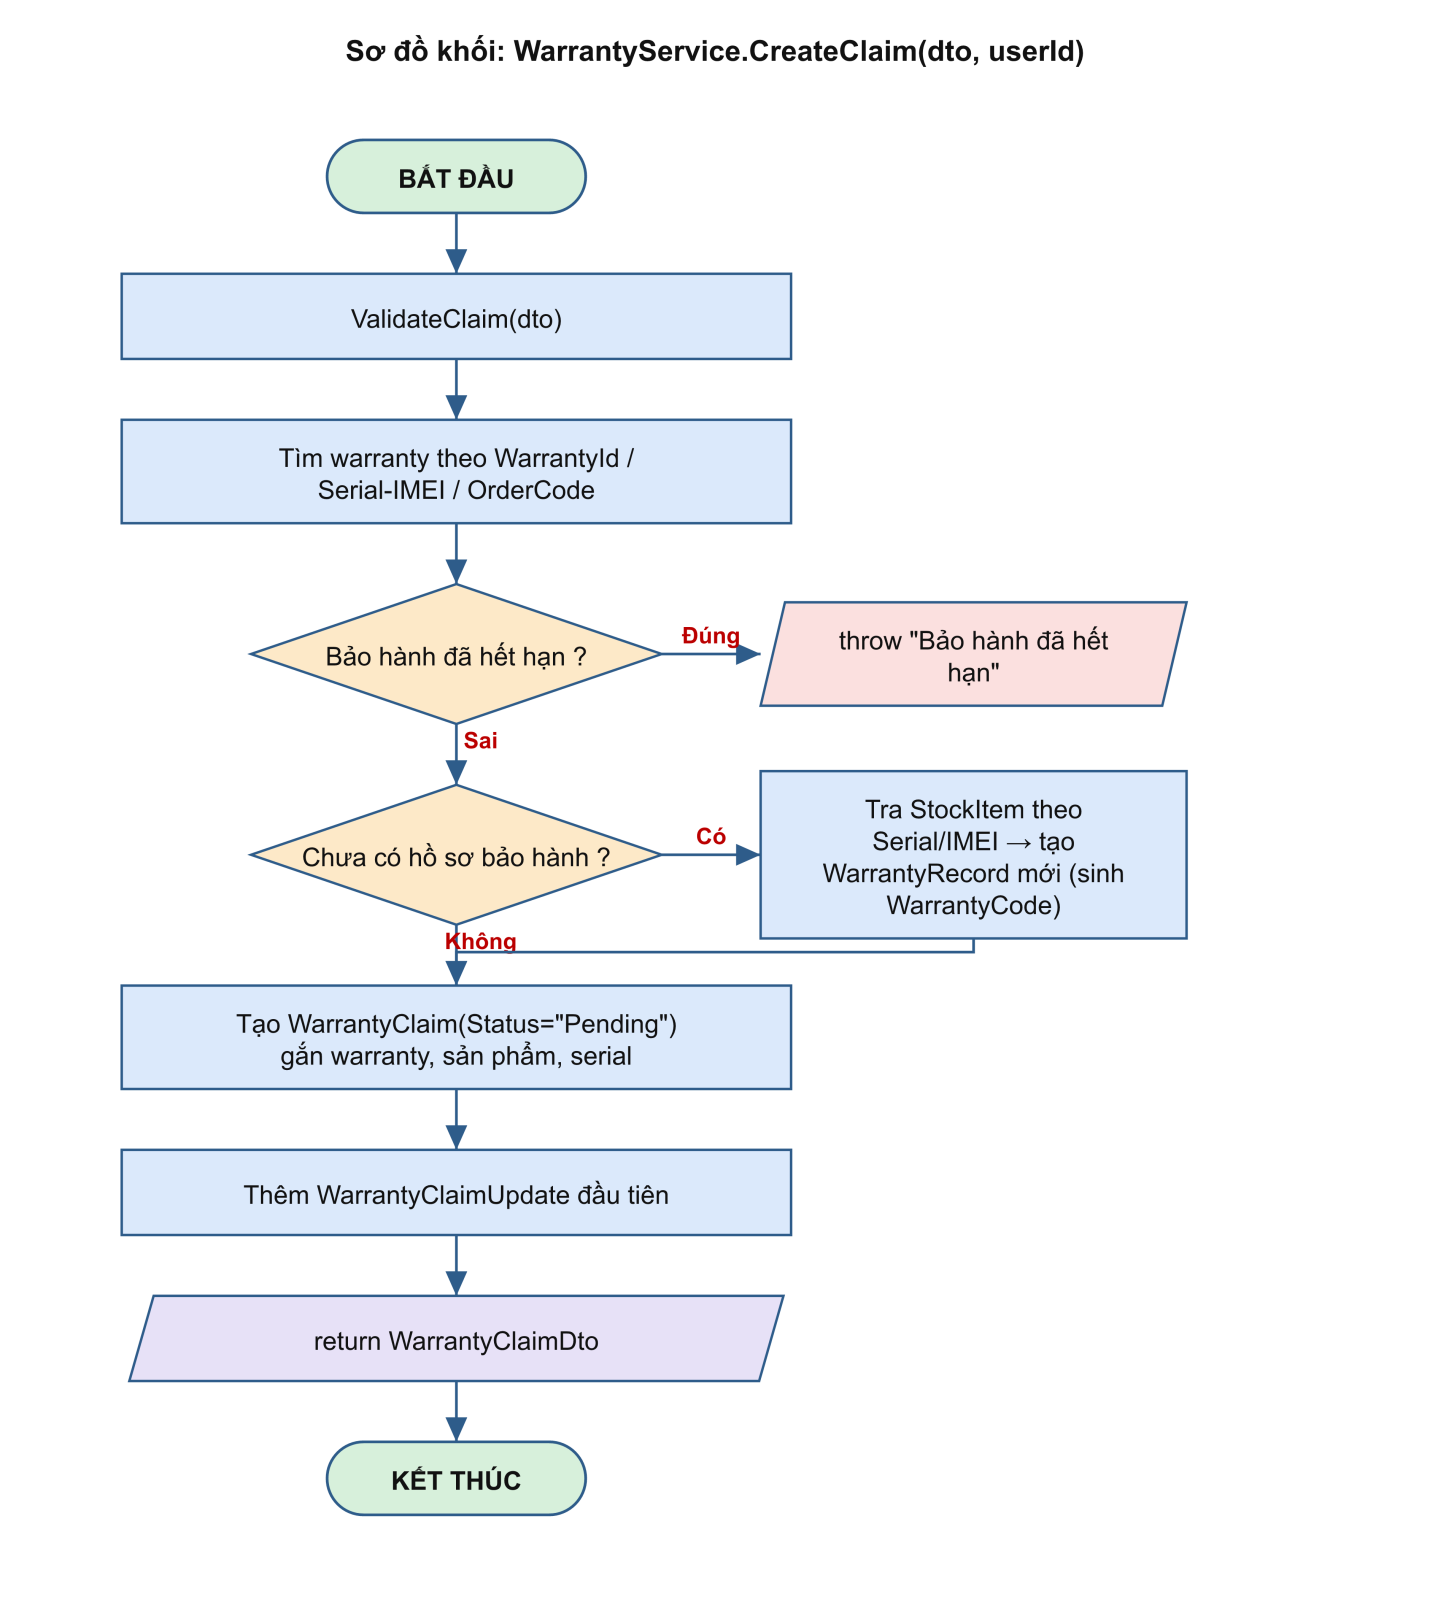 Sơ đồ khối: WarrantyService.CreateClaim(dto, userId)
BẮT ĐẦU
ValidateClaim(dto)
Tìm warranty theo WarrantyId /
Serial-IMEI / OrderCode
Bảo hành đã hết hạn ?
Đúng
throw "Bảo hành đã hết
hạn"
Sai
Chưa có hồ sơ bảo hành ?
Có
Tra StockItem theo
Serial/IMEI → tạo
WarrantyRecord mới (sinh
WarrantyCode)
Không
Tạo WarrantyClaim(Status="Pending")
gắn warranty, sản phẩm, serial
Thêm WarrantyClaimUpdate đầu tiên
return WarrantyClaimDto
KẾT THÚC